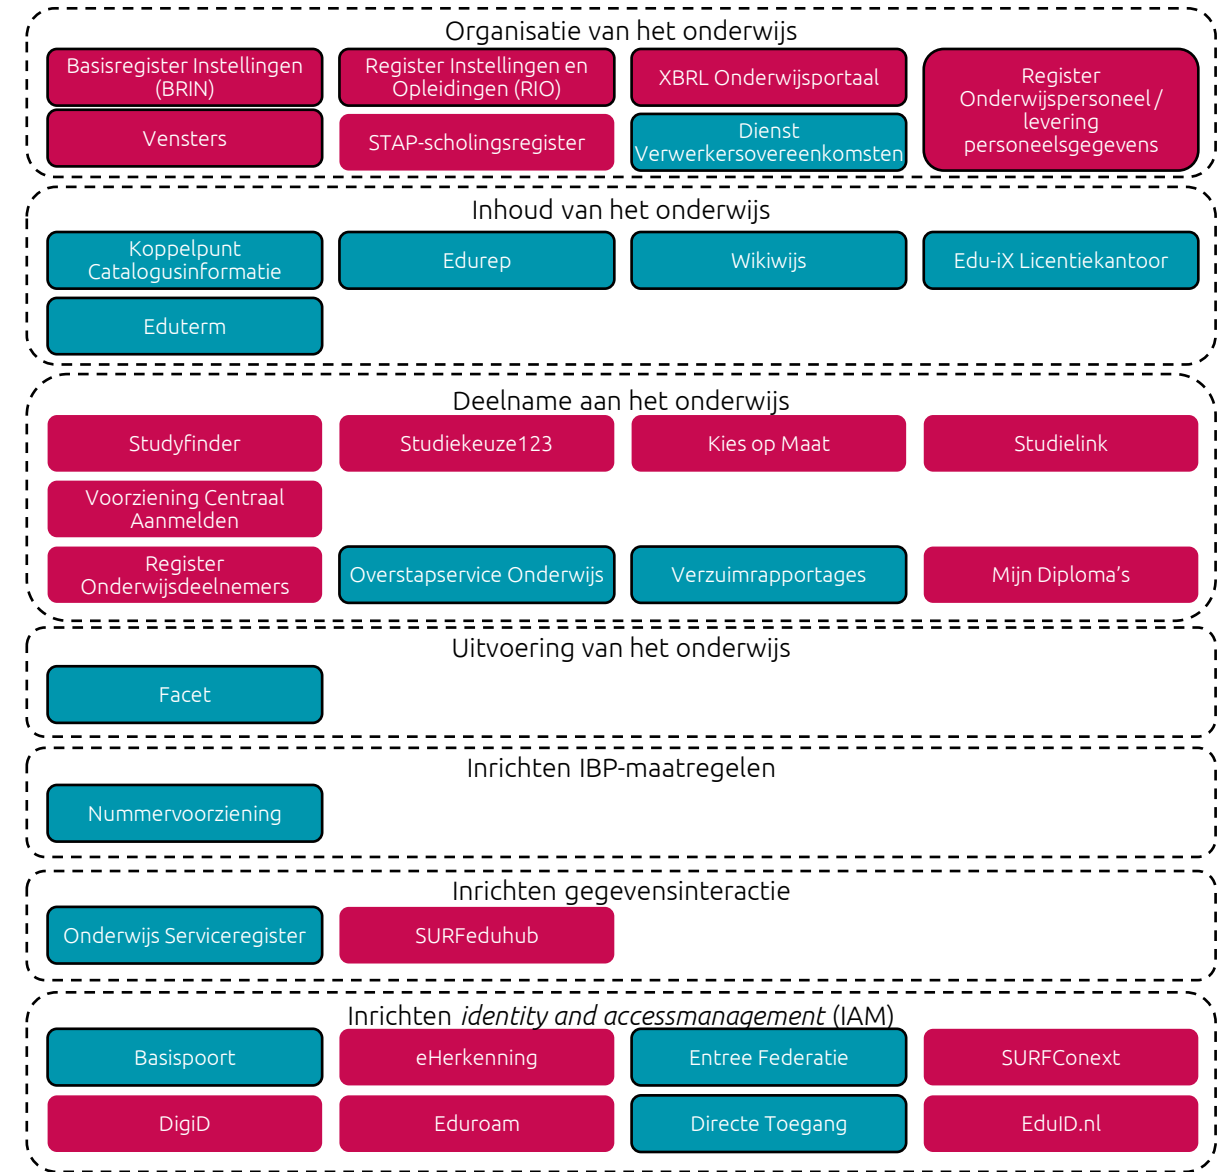 Organisatie van het onderwijs
Basisregister Instellingen
(BRIN)
Register Instellingen en
Opleidingen (RIO)
XBRL Onderwijsportaal
Register
Onderwijspersoneel /
levering
personeelsgegevens
Vensters
STAP-scholingsregister
Dienst
Verwerkersovereenkomsten
Inhoud van het onderwijs
Koppelpunt
Catalogusinformatie
Edurep
Wikiwijs
Edu-iX Licentiekantoor
Eduterm
Deelname aan het onderwijs
Studyfinder
Studiekeuze123
Kies op Maat
Studielink
Voorziening Centraal
Aanmelden
Register
Onderwijsdeelnemers
Overstapservice Onderwijs
Verzuimrapportages
Mijn Diploma’s
Uitvoering van het onderwijs
Facet
Inrichten IBP-maatregelen
Nummervoorziening
Inrichten gegevensinteractie
Onderwijs Serviceregister
SURFeduhub
Inrichten identity and accessmanagement (IAM)
Basispoort
eHerkenning
Entree Federatie
SURFConext
DigiD
Eduroam
Directe Toegang
EduID.nl